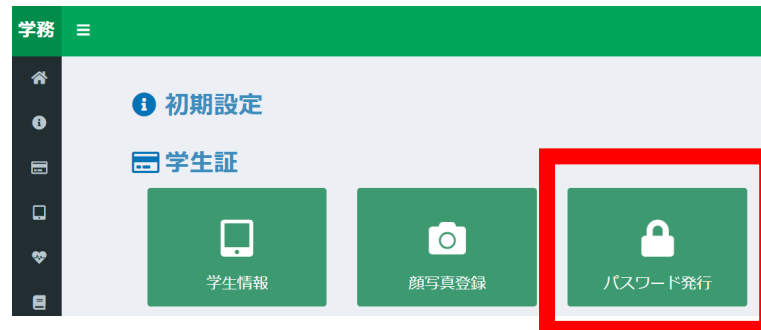 学務
初期設定
学生証
学生情報
顔写真登録
パスワード発行